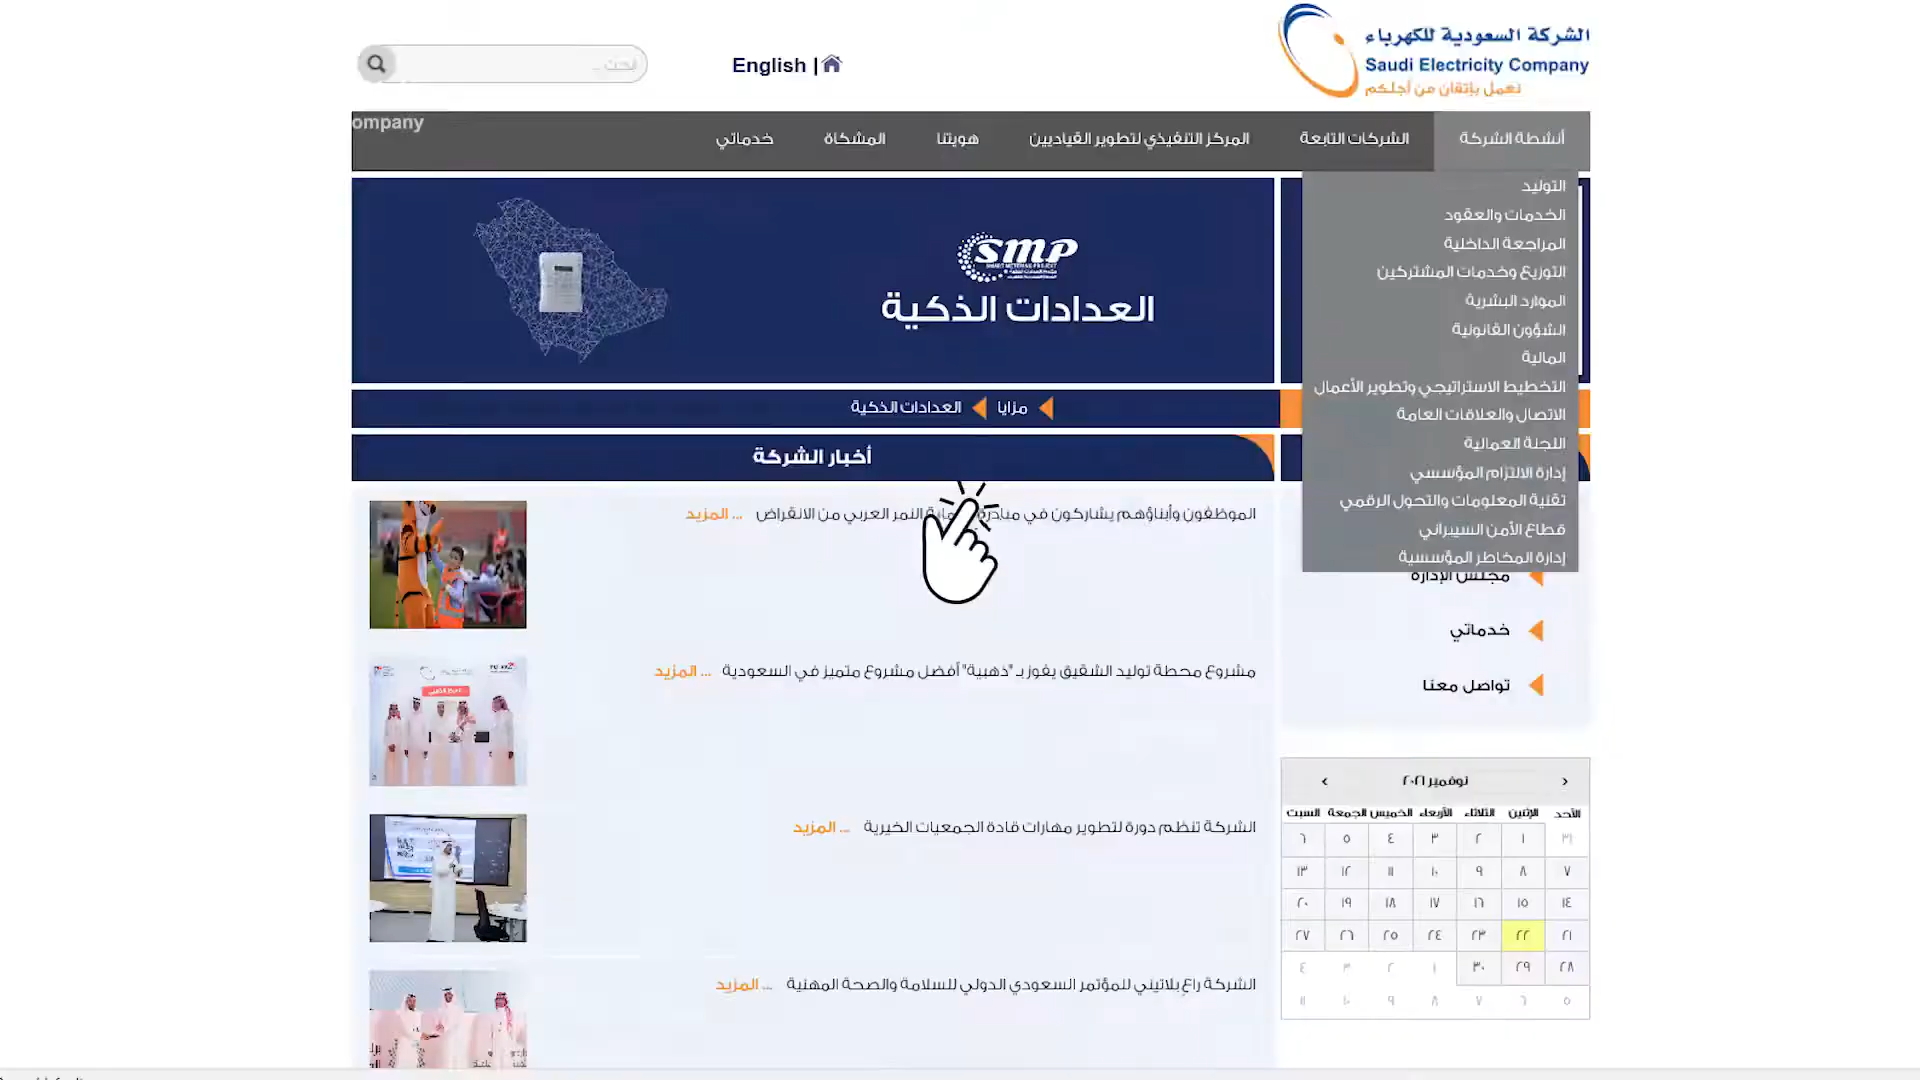 الشركة السعودية للكهرباء
Saudi Electricity Company
نعمل بإتقان من أجلكم
English |
ابحث ...
ompany
أنشطة الشركة
الشركات التابعة
المركز التنفيذي لتطوير القياديين
هويتنا
المشكاة
خدماتي
التوليد
الخدمات والعقود
المراجعة الداخلية
التوزيع وخدمات المشتركين
الموارد البشرية
الشؤون القانونية
المالية
التخطيط الاستراتيجي وتطوير الأعمال
الاتصال والعلاقات العامة
اللجنة العمالية
إدارة الالتزام المؤسسي
تقنية المعلومات والتحول الرقمي
قطاع الأمن السيبراني
إدارة المخاطر المؤسسية
SMP
SMART METERING PROJECT
العدادات الذكية
مزايا
العدادات الذكية
أخبار الشركة
الموظفون وأبناؤهم يشاركون في النمر العربي من الانقراض ... المزيد
مشروع محطة توليد الشقيق يفوز بـ "ذهبية" أفضل مشروع متميز في السعودية ... المزيد
الشركة تنظم دورة لتطوير مهارات قادة الجمعيات الخيرية ... المزيد
الشركة راعٍ بلاتيني للمؤتمر السعودي الدولي للسلامة والصحة المهنية ... المزيد
مجلس الإدارة
خدماتي
تواصل معنا
نوفمبر ٢٠٢١
الأحد الإثنين الثلاثاء الأربعاء الخميس الجمعة السبت
٣١ ١ ٢ ٣ ٤ ٥ ٦
٧ ٨ ٩ ١٠ ١١ ١٢ ١٣
١٤ ١٥ ١٦ ١٧ ١٨ ١٩ ٢٠
٢١ ٢٢ ٢٣ ٢٤ ٢٥ ٢٦ ٢٧
٢٨ ٢٩ ٣٠ ١ ٢ ٣ ٤
٥ ٦ ٧ ٨ ٩ ١٠ ١١